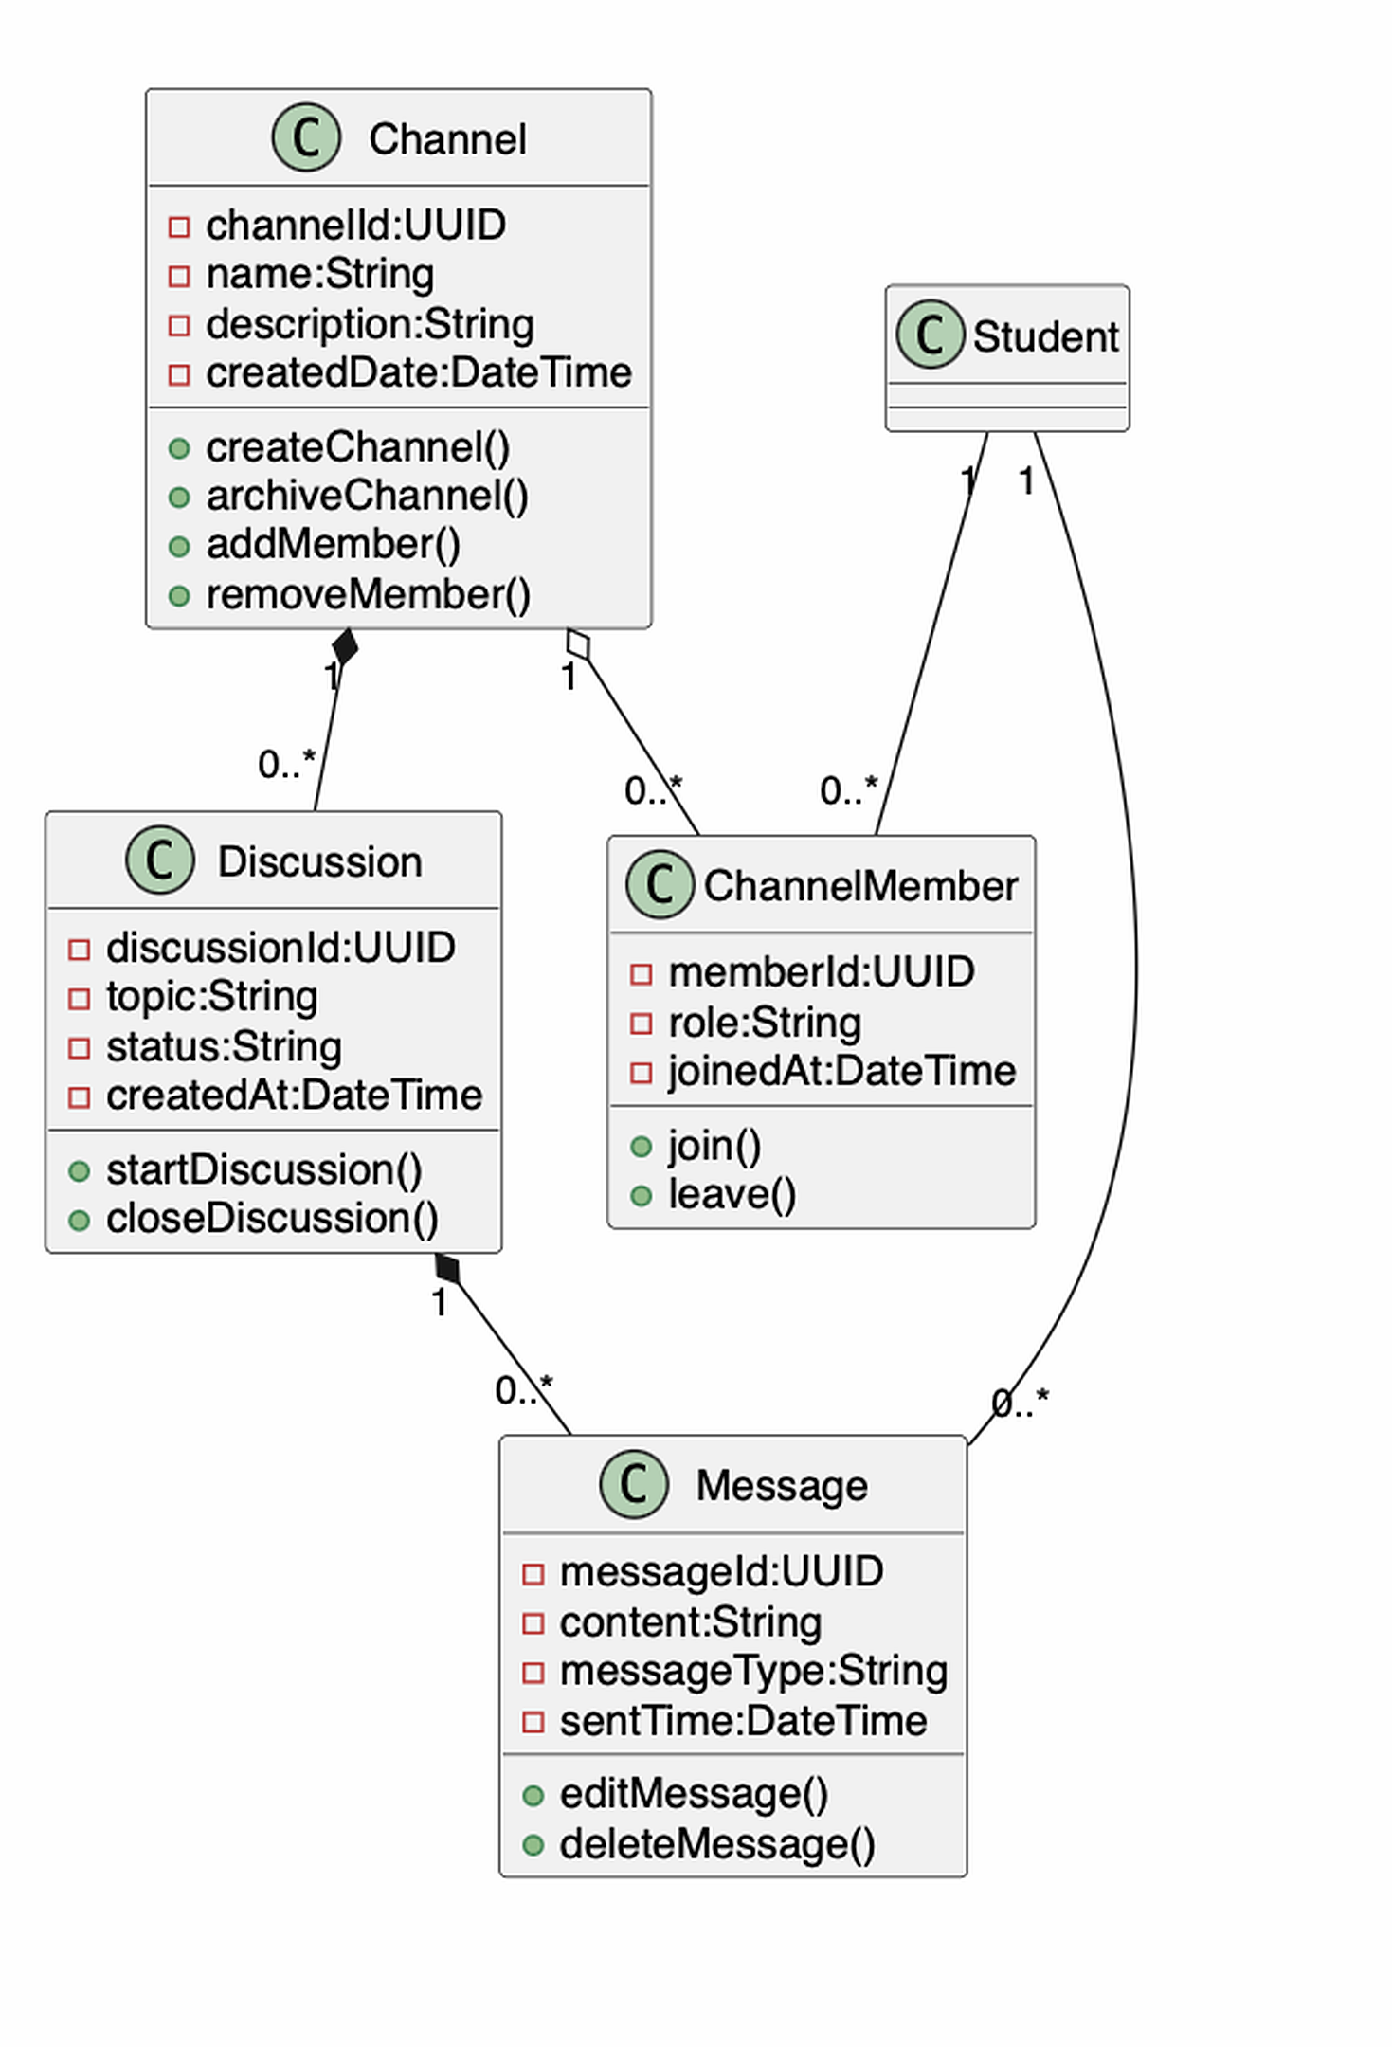 C Channel
channelId:UUID
name:String
description:String
createdDate:DateTime
createChannel()
archiveChannel()
addMember()
removeMember()
C Student
1
1
1
1
0..*
0..*
0..*
C Discussion
discussionId:UUID
topic:String
status:String
createdAt:DateTime
startDiscussion()
closeDiscussion()
C ChannelMember
memberId:UUID
role:String
joinedAt:DateTime
join()
leave()
1
0..*
0..*
C Message
messageId:UUID
content:String
messageType:String
sentTime:DateTime
editMessage()
deleteMessage()